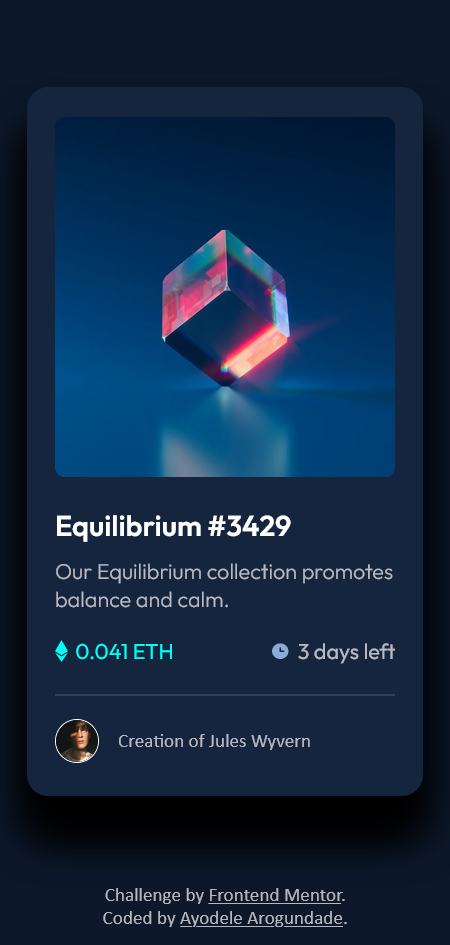 Equilibrium #3429
Our Equilibrium collection promotes
balance and calm.
0.041 ETH
3 days left
Creation of Jules Wyvern
Challenge by Frontend Mentor.
Coded by Ayodele Arogundade.